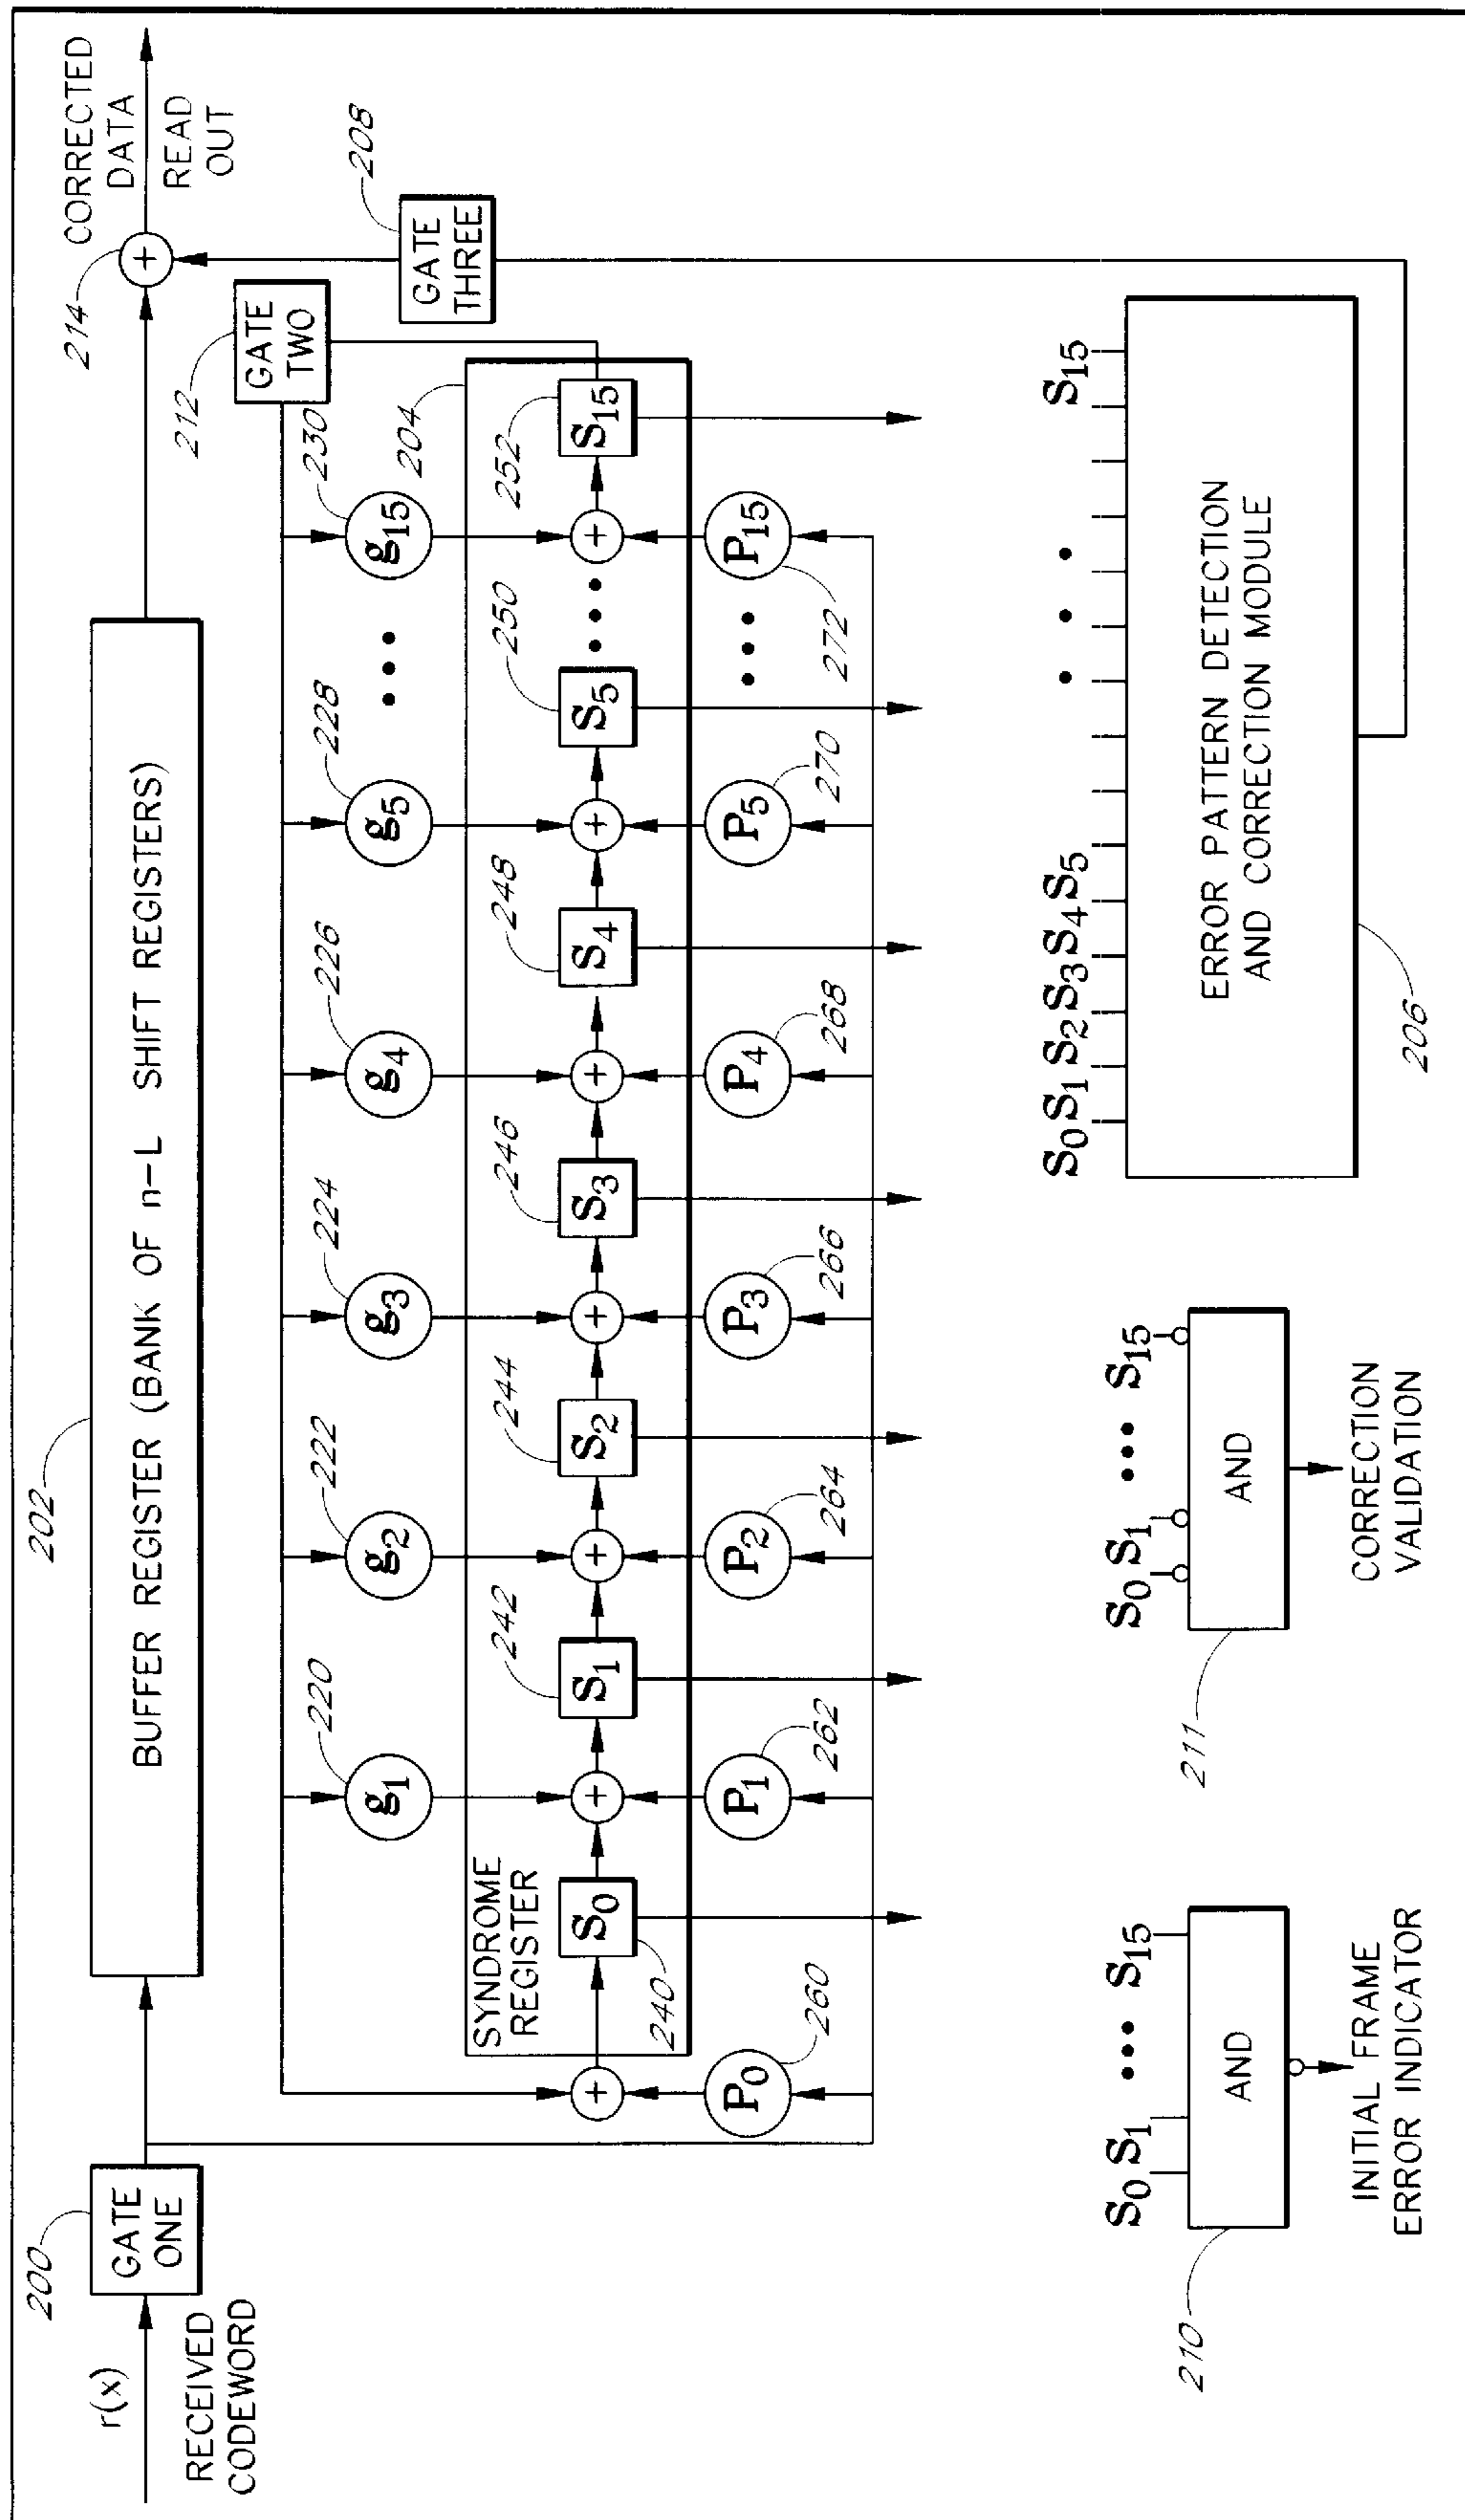 200
r(x)
GATE
ONE
RECEIVED
CODEWORD
202
BUFFER REGISTER (BANK OF n-L SHIFT REGISTERS)
214
CORRECTED
DATA
READ
OUT
212
GATE
TWO
208
GATE
THREE
220
222
224
226
228
230
g1
g2
g3
g4
g5
g15
204
SYNDROME
REGISTER
242
244
246
248
250
252
S0
S1
S2
S3
S4
S5
S15
240
P0
P1
P2
P3
P4
P5
P15
260
262
264
266
268
270
272
S0 S1 ••• S15
AND
210
INITIAL FRAME
ERROR INDICATOR
S0 S1 ••• S15
AND
211
CORRECTION
VALIDATION
S0 S1 S2 S3 S4 S5 • • • S15
ERROR PATTERN DETECTION
AND CORRECTION MODULE
206